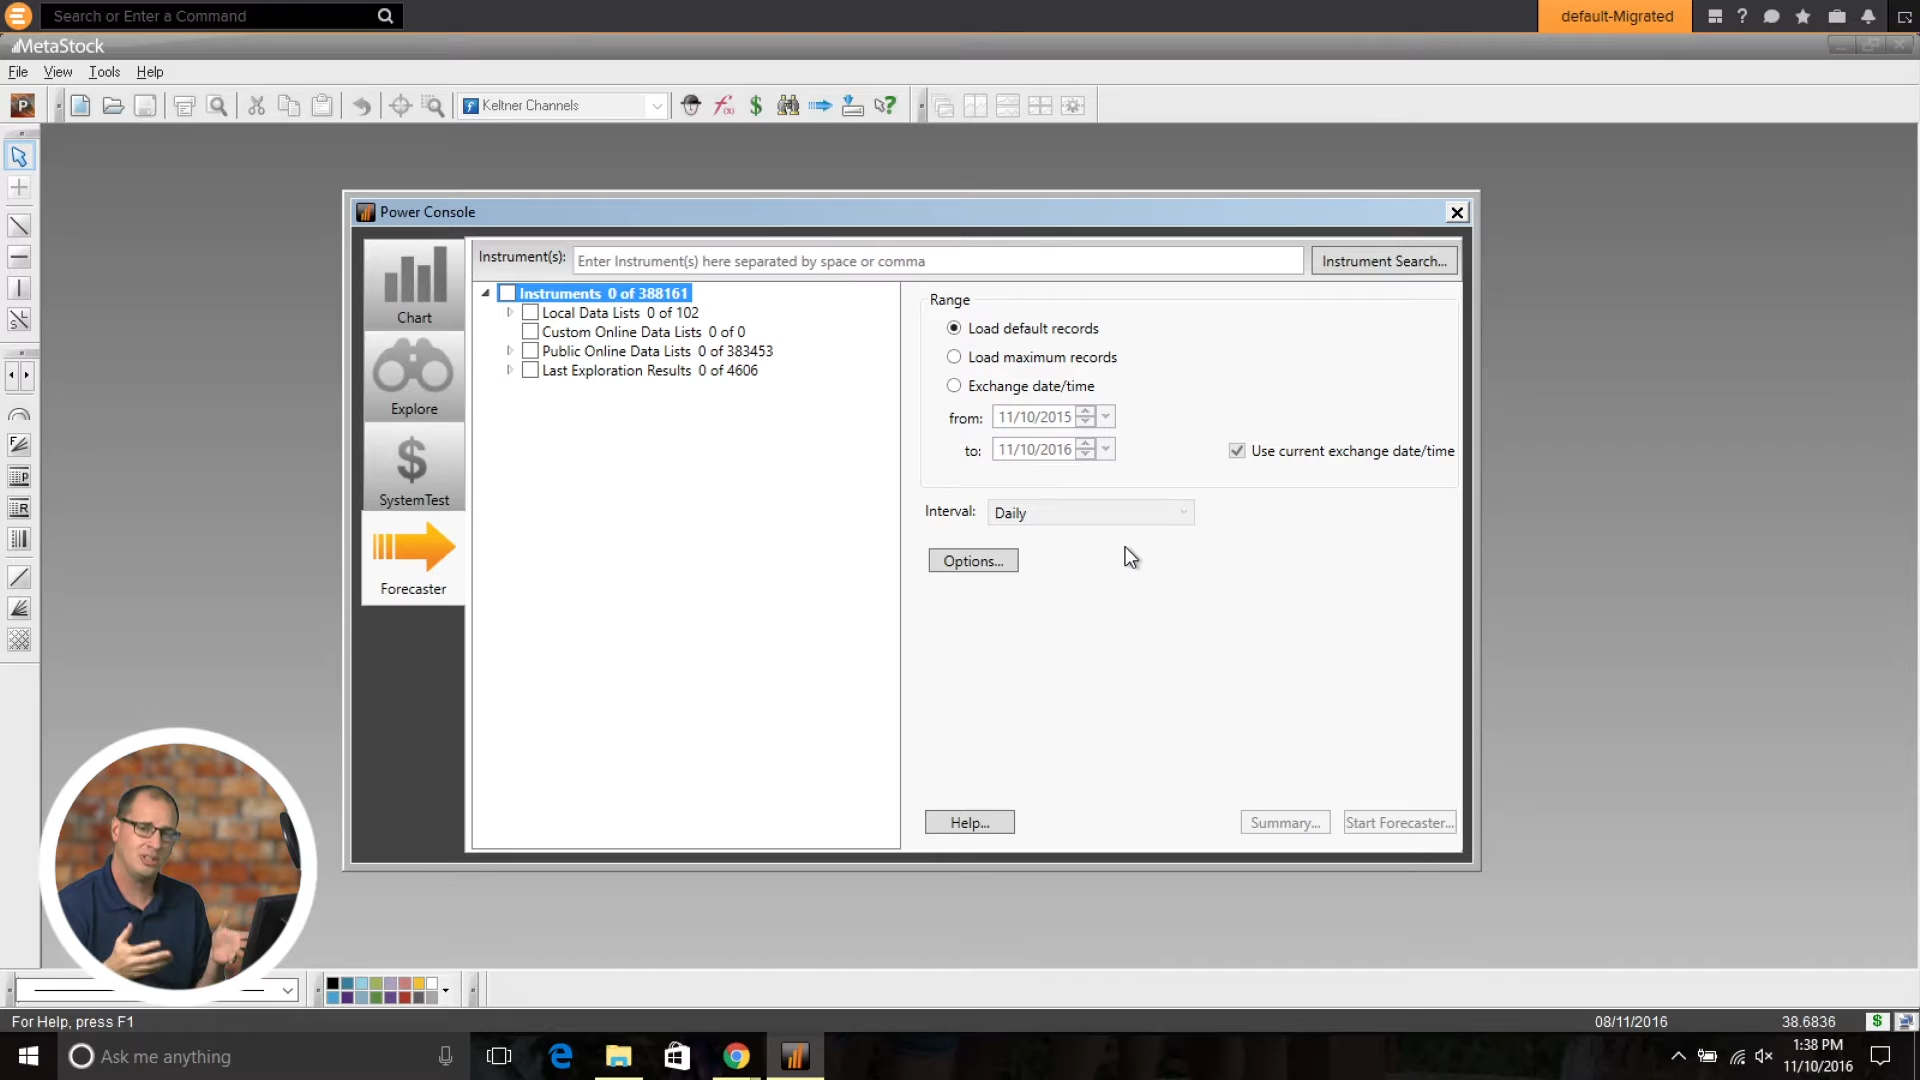 Search or Enter a Command
default-Migrated
MetaStock
File View Tools Help
Keltner Channels
Power Console
Chart
Explore
SystemTest
Forecaster
Instrument(s): Enter Instrument(s) here separated by space or comma Instrument Search...
Instruments 0 of 388161
Local Data Lists 0 of 102
Custom Online Data Lists 0 of 0
Public Online Data Lists 0 of 383453
Last Exploration Results 0 of 4606
Range
Load default records
Load maximum records
Exchange date/time
from: 11/10/2015
to: 11/10/2016 Use current exchange date/time
Interval: Daily
Options...
Help... Summary... Start Forecaster...
For Help, press F1 08/11/2016 38.6836
Ask me anything
1:38 PM
11/10/2016